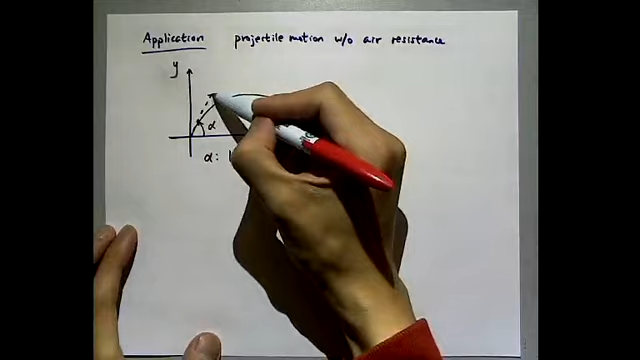 Application projectile motion w/o air resistance
y
α
α: